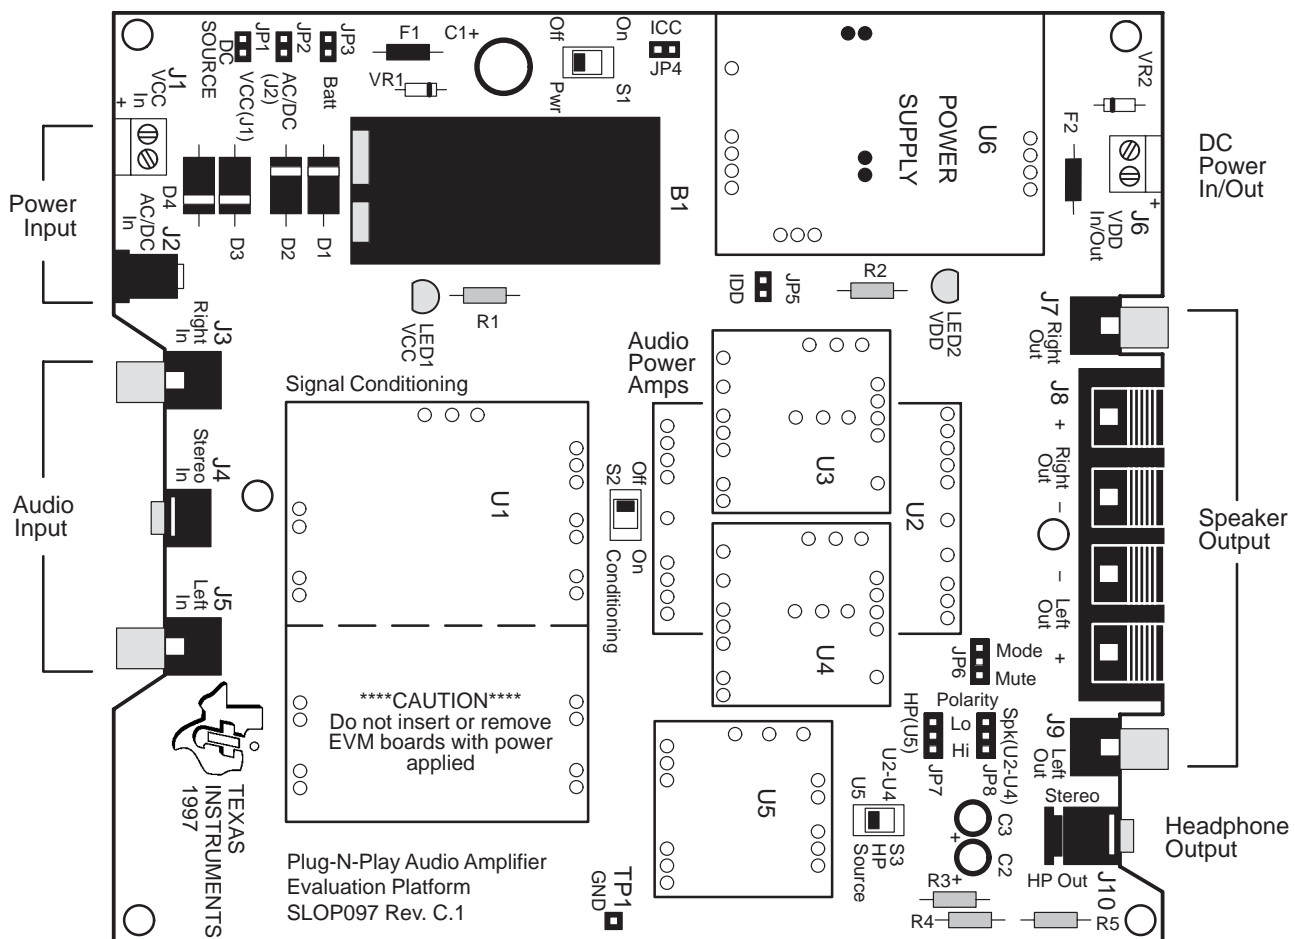 J1
VCC
In
+
DC
SOURCE
JP1
VCC(J1)
JP2
AC/DC
(J2)
JP3
Batt
F1
VR1
C1+
Off
On
Pwr
S1
ICC
JP4
U6
POWER
SUPPLY
VR2
F2
J6
VDD
In/Out
+
DC
Power
In/Out
Power
Input
D4
AC/DC
In
J2
D3
D2
D1
B1
LED1
VCC
R1
IDD
JP5
R2
LED2
VDD
J3
Right
In
Signal Conditioning
Audio
Power
Amps
J7
Right
Out
J8
+
Right
Out
–
–
Left
Out
+
Speaker
Output
Audio
Input
J4
Stereo
In
U1
S2
Off
On
Conditioning
U3
U2
U4
J5
Left
In
****CAUTION****
Do not insert or remove
EVM boards with power
applied
JP6
Mode
Mute
Polarity
HP(U5)
Lo
Hi
JP7
Spk(U2-U4)
JP8
J9
Left
Out
TEXAS
INSTRUMENTS
1997
U5
U5
U2-U4
Source
HP
S3
+
C3
C2
Stereo
HP Out
J10
Headphone
Output
Plug-N-Play Audio Amplifier
Evaluation Platform
SLOP097 Rev. C.1
TP1
GND
R3+
R4
R5